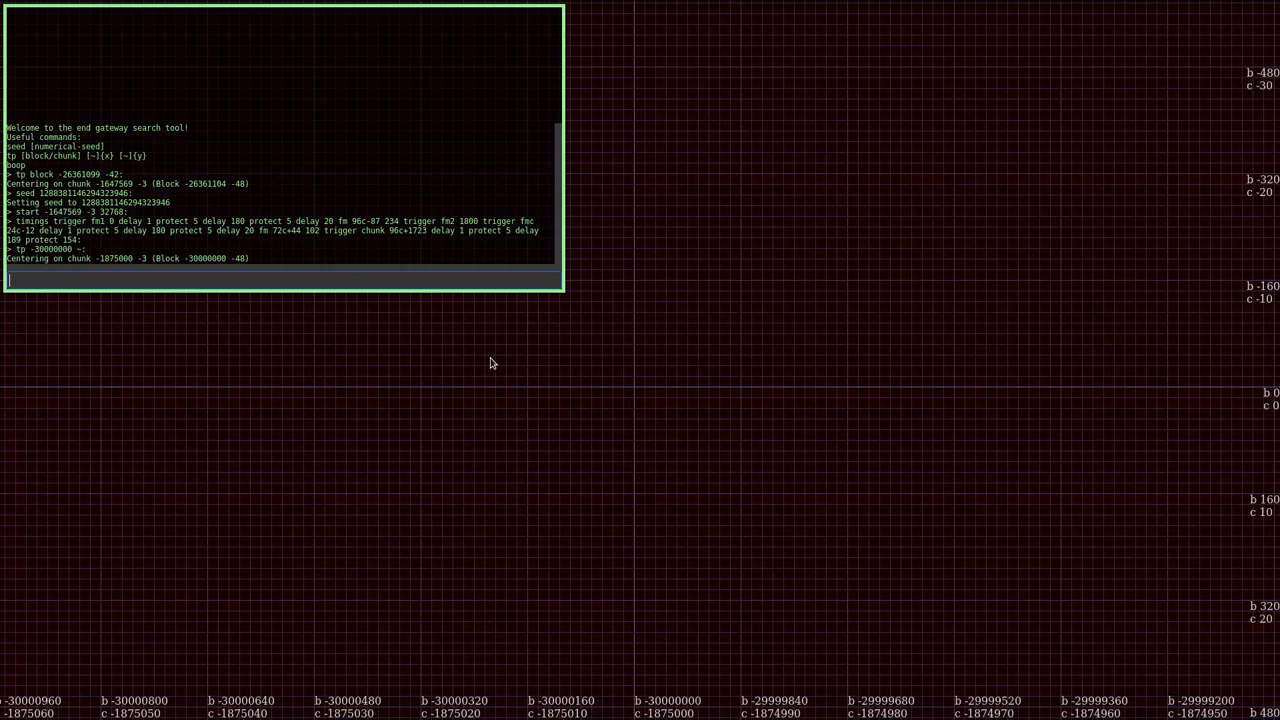 Welcome to the end gateway search tool!
Useful commands:
seed [numerical-seed]
tp [block/chunk] [~]{x} [~]{y}
boop
> tp block -26361099 -42:
Centering on chunk -1647569 -3 (Block -26361104 -48)
> seed 1288381146294323946:
Setting seed to 1288381146294323946
> start -1647569 -3 32768:
> timings trigger fm1 0 delay 1 protect 5 delay 180 protect 5 delay 20 fm 96c-87 234 trigger fm2 1800 trigger fmc
24c-12 delay 1 protect 5 delay 180 protect 5 delay 20 fm 72c+44 102 trigger chunk 96c+1723 delay 1 protect 5 delay
189 protect 154:
> tp -30000000 ~:
Centering on chunk -1875000 -3 (Block -30000000 -48)
b -480
c -30
b -320
c -20
b -160
c -10
b 0
c 0
b 160
c 10
b 320
c 20
b -30000960 b -30000800 b -30000640 b -30000480 b -30000320 b -30000160 b -30000000 b -29999840 b -29999680 b -29999520 b -29999360 b -29999200
-1875060 c -1875050 c -1875040 c -1875030 c -1875020 c -1875010 c -1875000 c -1874990 c -1874980 c -1874970 c -1874960 c -1874950 b 480